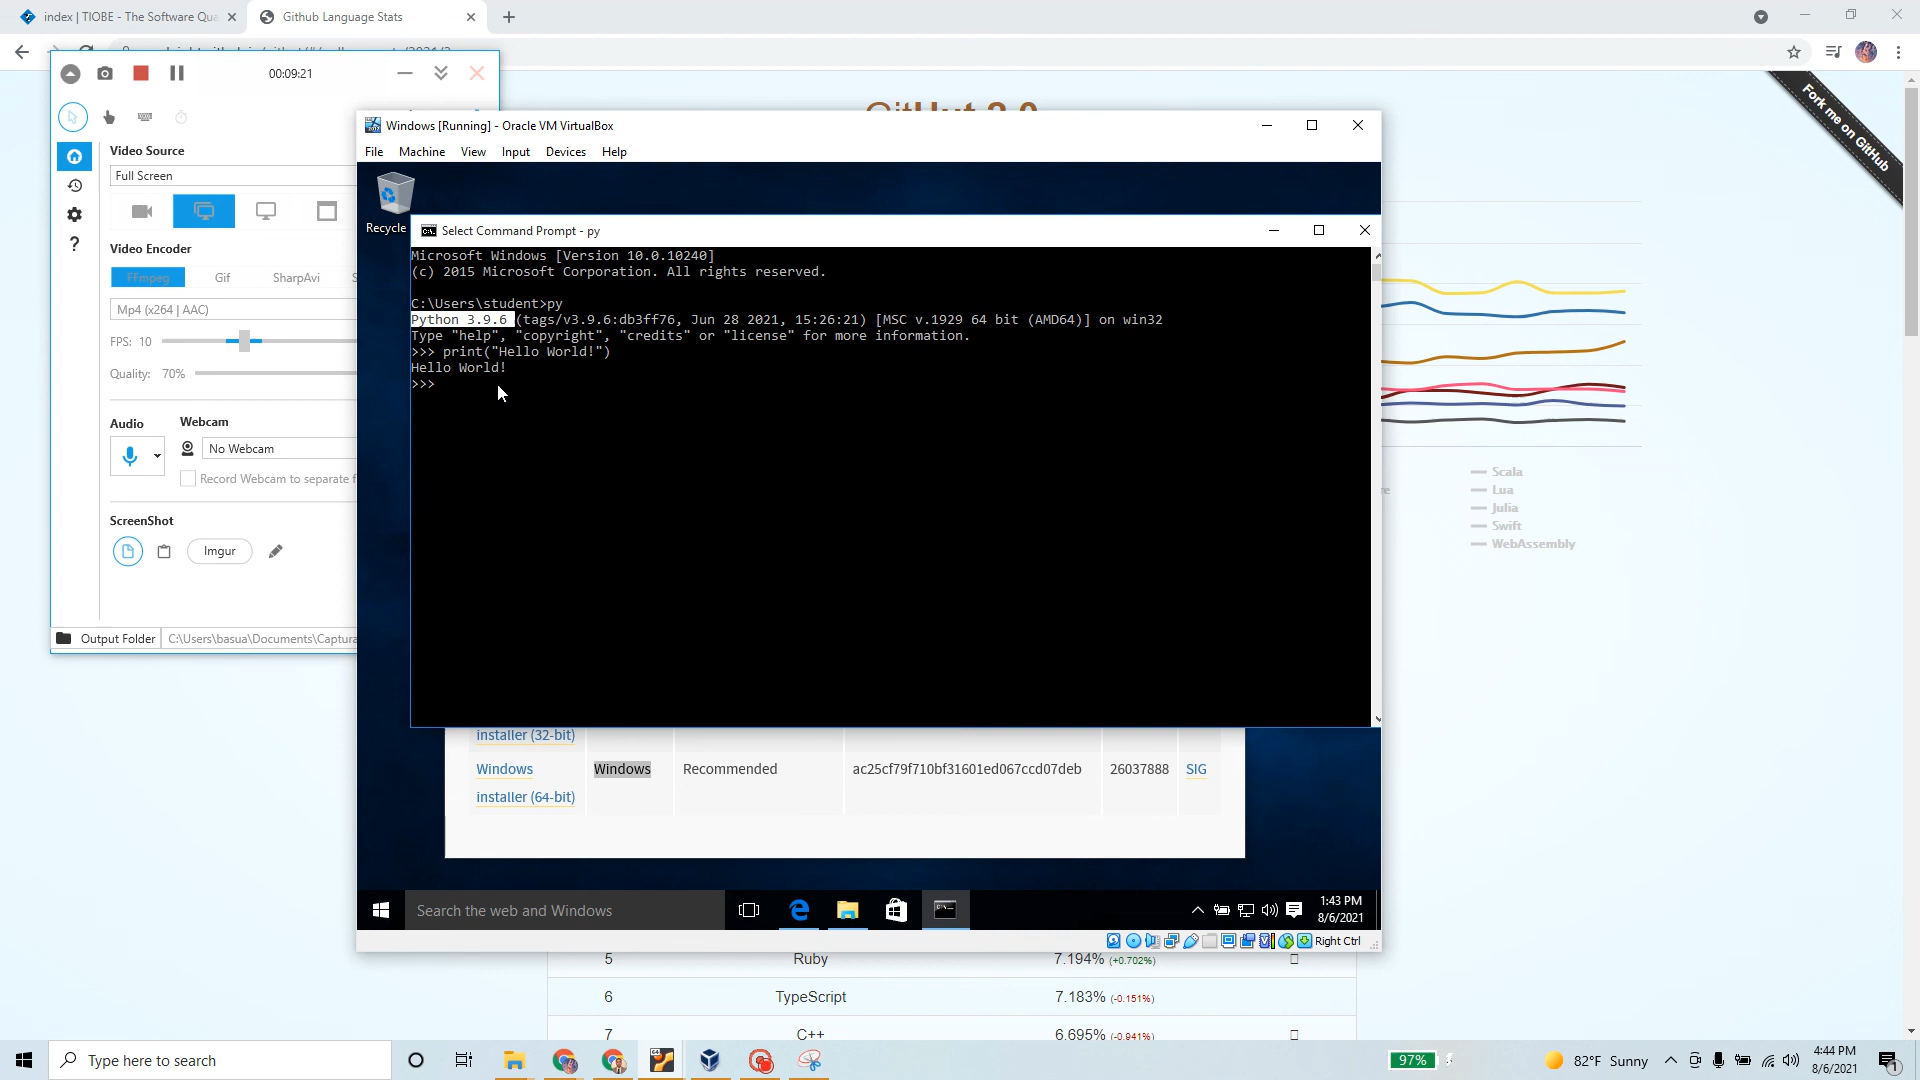 index | TIOBE - The Software Qua
Github Language Stats
00:09:21
Fork me on GitHub
Video Source
Full Screen
Video Encoder
FFmpeg
Gif
SharpAvi
Mp4 (x264 | AAC)
FPS: 10
Quality: 70%
Audio
Webcam
No Webcam
Record Webcam to separate f
ScreenShot
Imgur
Output Folder
C:\Users\basua\Documents\Captura
Windows [Running] - Oracle VM VirtualBox
File Machine View Input Devices Help
Recycle
Select Command Prompt - py
Microsoft Windows [Version 10.0.10240]
(c) 2015 Microsoft Corporation. All rights reserved.
C:\Users\student>py
Python 3.9.6 (tags/v3.9.6:db3ff76, Jun 28 2021, 15:26:21) [MSC v.1929 64 bit (AMD64)] on win32
Type "help", "copyright", "credits" or "license" for more information.
>>> print("Hello World!")
Hello World!
>>>
installer (32-bit)
Windows Windows Recommended ac25cf79f710bf31601ed067ccd07deb 26037888 SIG
installer (64-bit)
Search the web and Windows
1:43 PM
8/6/2021
Right Ctrl
Scala
Lua
Julia
Swift
WebAssembly
5 Ruby 7.194% (+0.702%)
6 TypeScript 7.183% (-0.151%)
7 C++ 6.695% (-0.941%)
Type here to search
97%
82°F Sunny
4:44 PM
8/6/2021
1